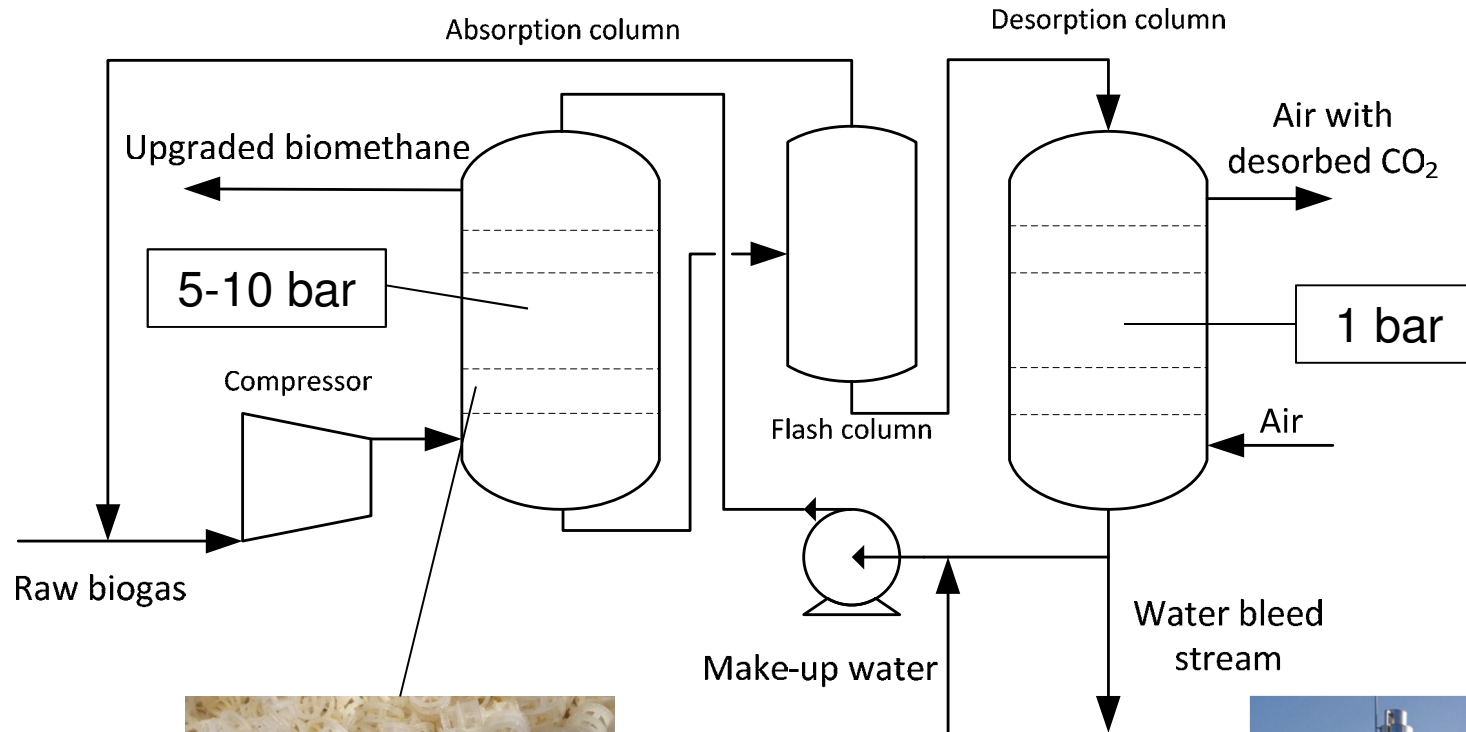 Absorption column
Desorption column
Upgraded biomethane
Air with
desorbed CO₂
5-10 bar
1 bar
Compressor
Flash column
Air
Raw biogas
Make-up water
Water bleed
stream